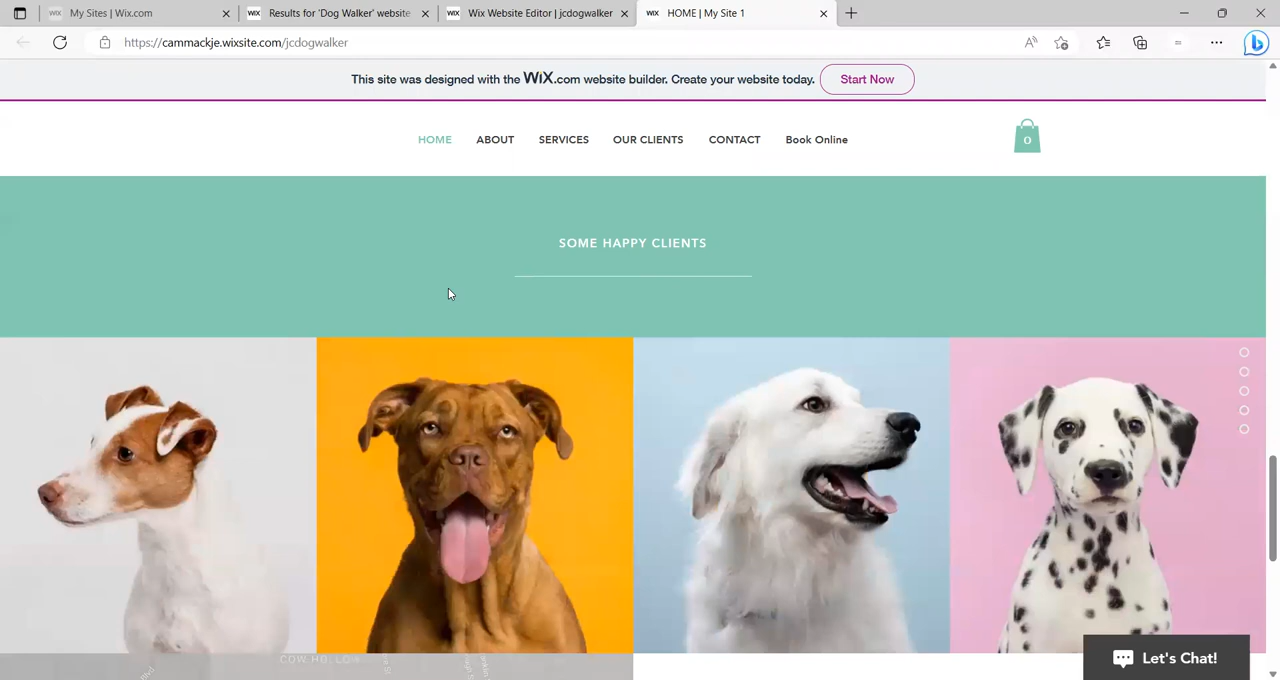 My Sites | Wix.com
Results for 'Dog Walker' website
Wix Website Editor | jcdogwalker
HOME | My Site 1
https://cammackje.wixsite.com/jcdogwalker
This site was designed with the WiX.com website builder. Create your website today. Start Now
HOME ABOUT SERVICES OUR CLIENTS CONTACT Book Online 0
SOME HAPPY CLIENTS
COW HOLLOW
Let's Chat!